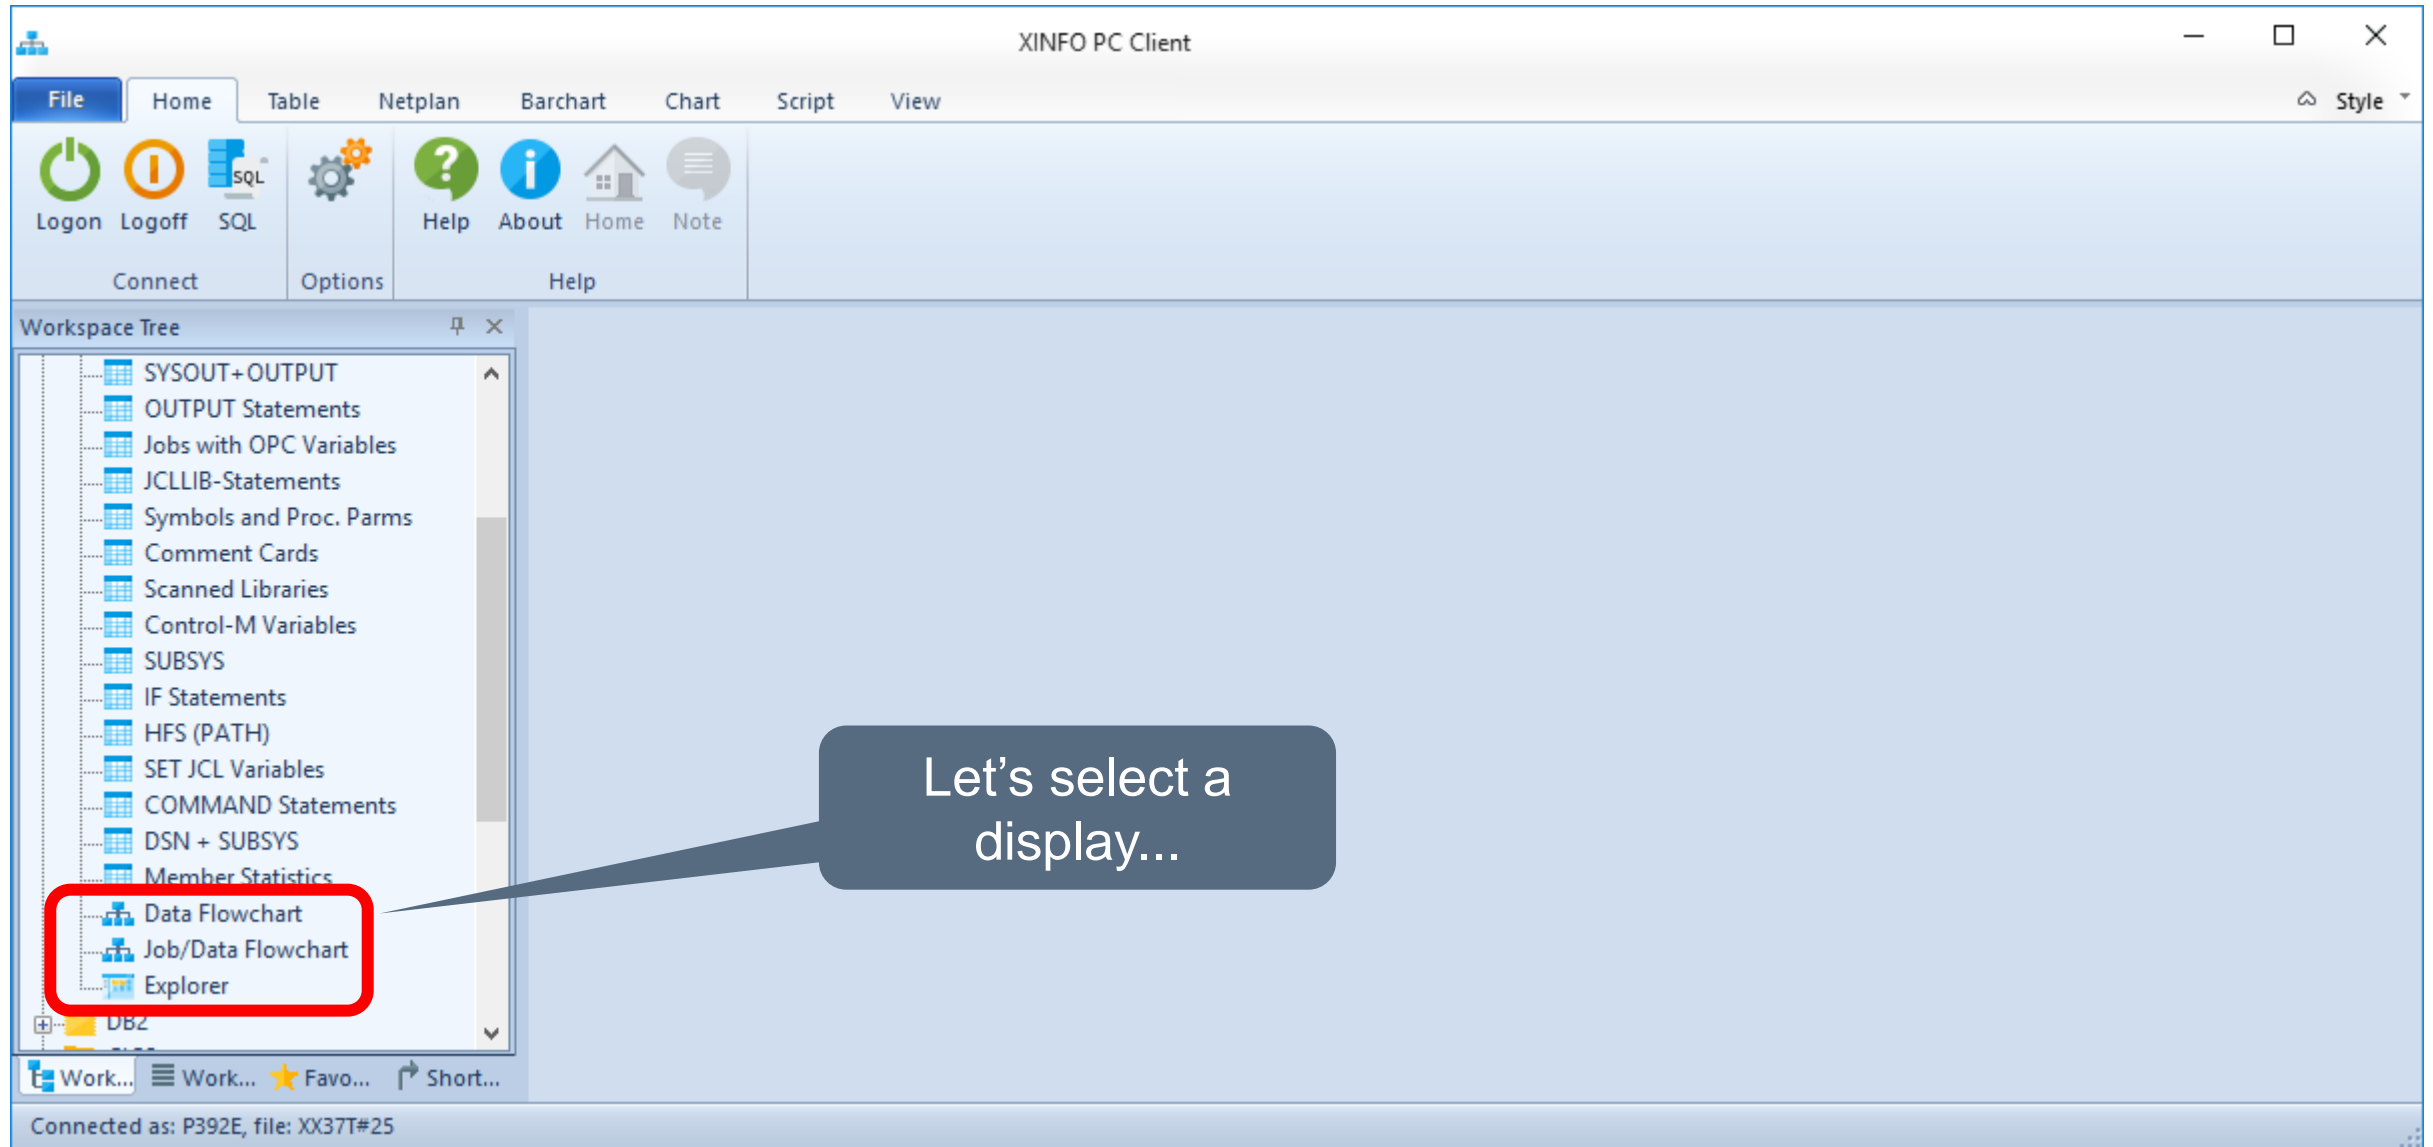 XINFO PC Client
File Home Table Netplan Barchart Chart Script View Style
SQL
Logon Logoff SQL Help About Home Note
Connect Options Help
Workspace Tree
SYSOUT+OUTPUT
OUTPUT Statements
Jobs with OPC Variables
JCLLIB-Statements
Symbols and Proc. Parms
Comment Cards
Scanned Libraries
Control-M Variables
SUBSYS
IF Statements
HFS (PATH)
SET JCL Variables
COMMAND Statements
DSN + SUBSYS
Member Statistics
Data Flowchart
Job/Data Flowchart
Explorer
DB2
Let’s select a
display...
Work... Work... Favo... Short...
Connected as: P392E, file: XX37T#25